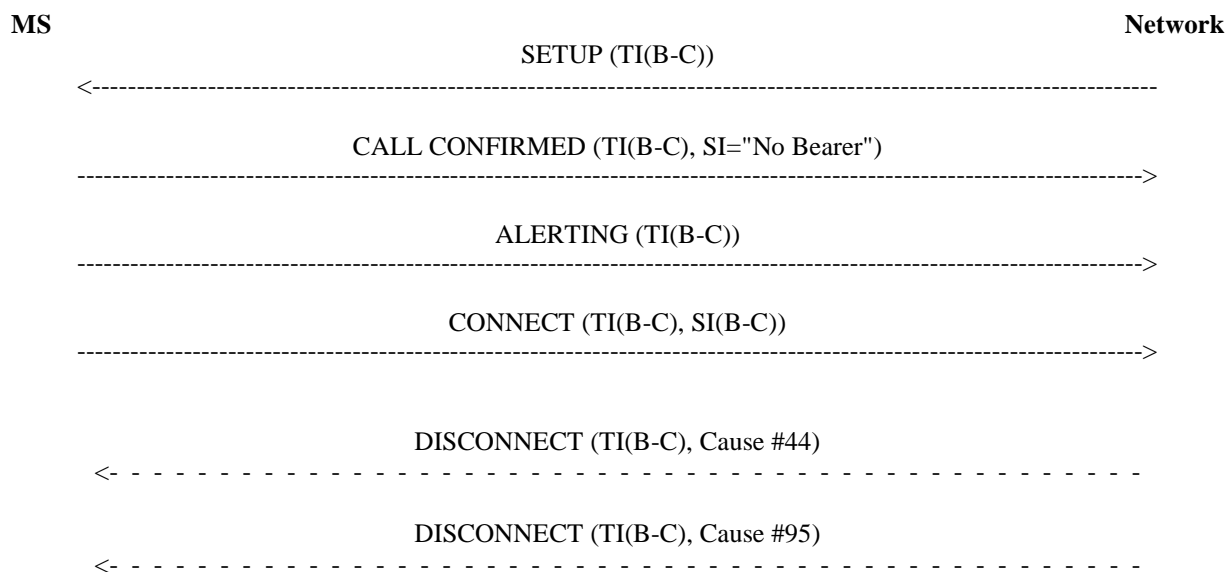 MS Network
SETUP (TI(B-C))
<------------------------------------------------------------------------------------------------------------------------
CALL CONFIRMED (TI(B-C), SI="No Bearer")
------------------------------------------------------------------------------------------------------------------------>
ALERTING (TI(B-C))
------------------------------------------------------------------------------------------------------------------------>
CONNECT (TI(B-C), SI(B-C))
------------------------------------------------------------------------------------------------------------------------>
DISCONNECT (TI(B-C), Cause #44)
<- - - - - - - - - - - - - - - - - - - - - - - - - - - - - - - - - - - - - - - - - - - - - - - -
DISCONNECT (TI(B-C), Cause #95)
<- - - - - - - - - - - - - - - - - - - - - - - - - - - - - - - - - - - - - - - - - - - - - - - -